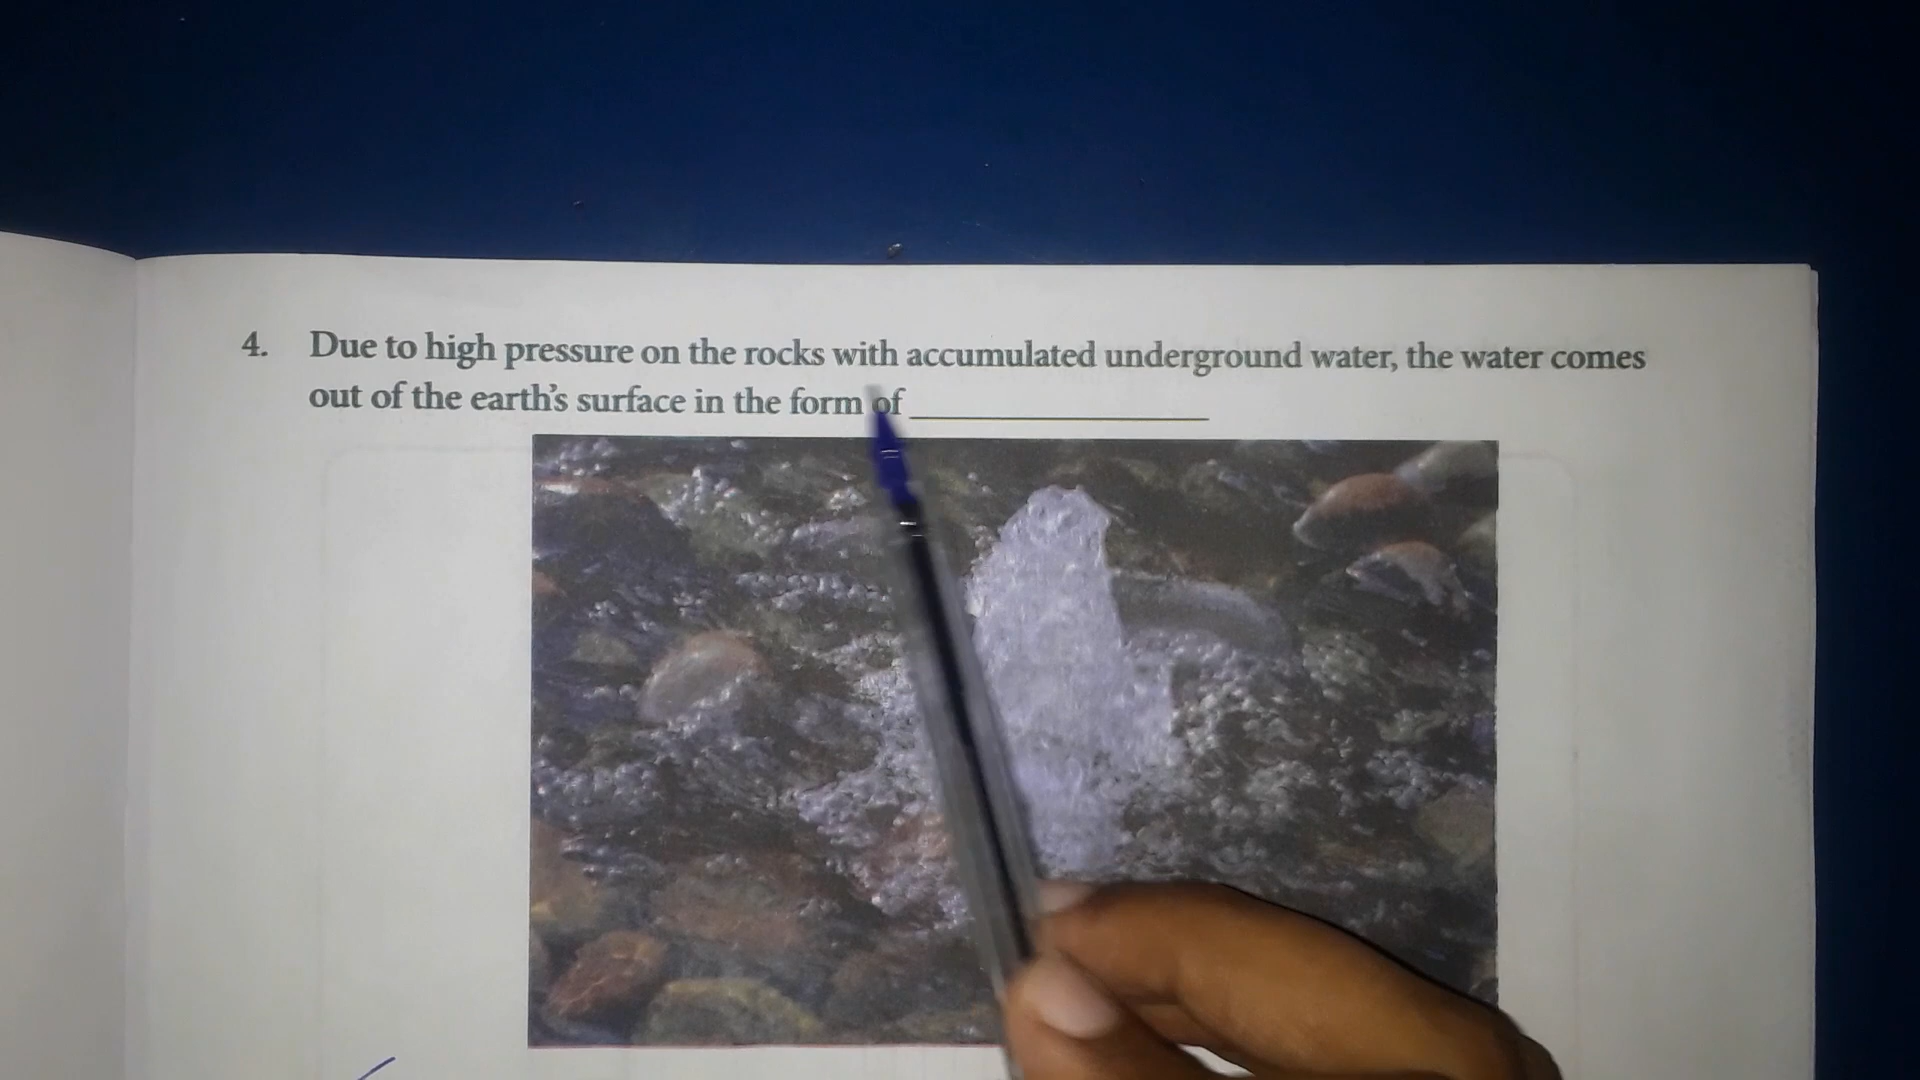 4. Due to high pressure on the rocks with accumulated underground water, the water comes
out of the earth's surface in the form of